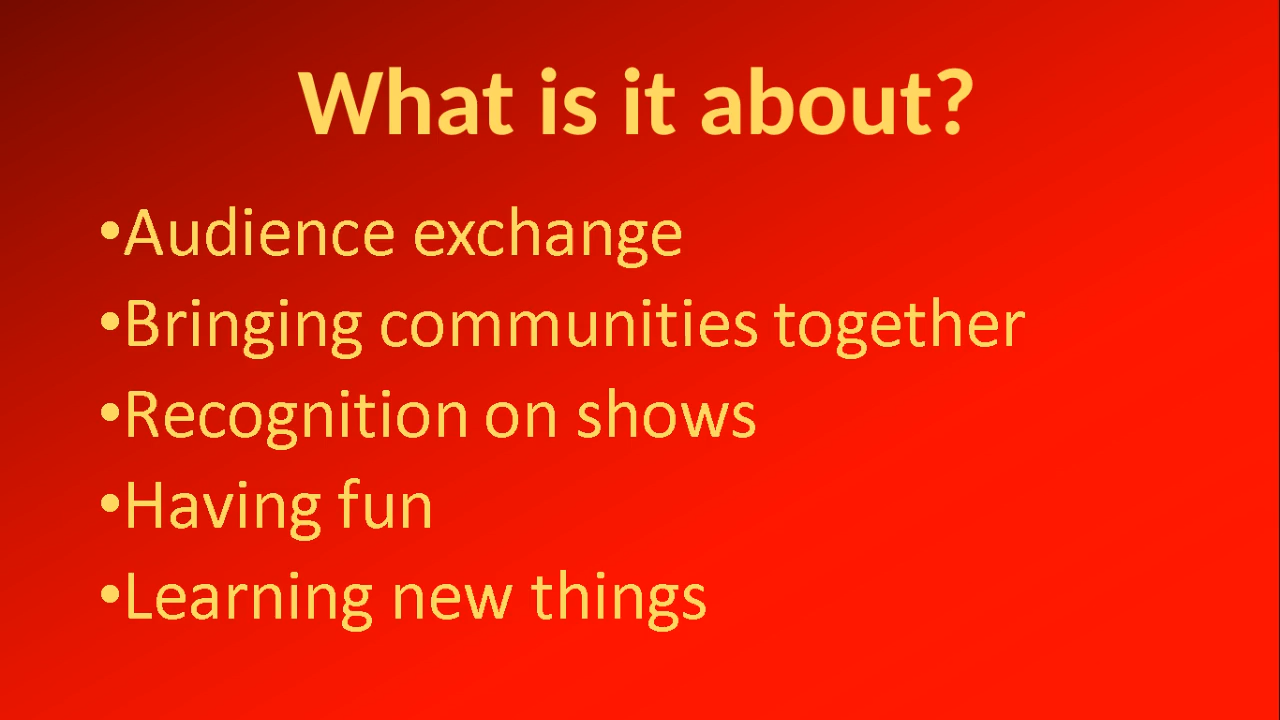 What is it about?
•Audience exchange
•Bringing communities together
•Recognition on shows
•Having fun
•Learning new things